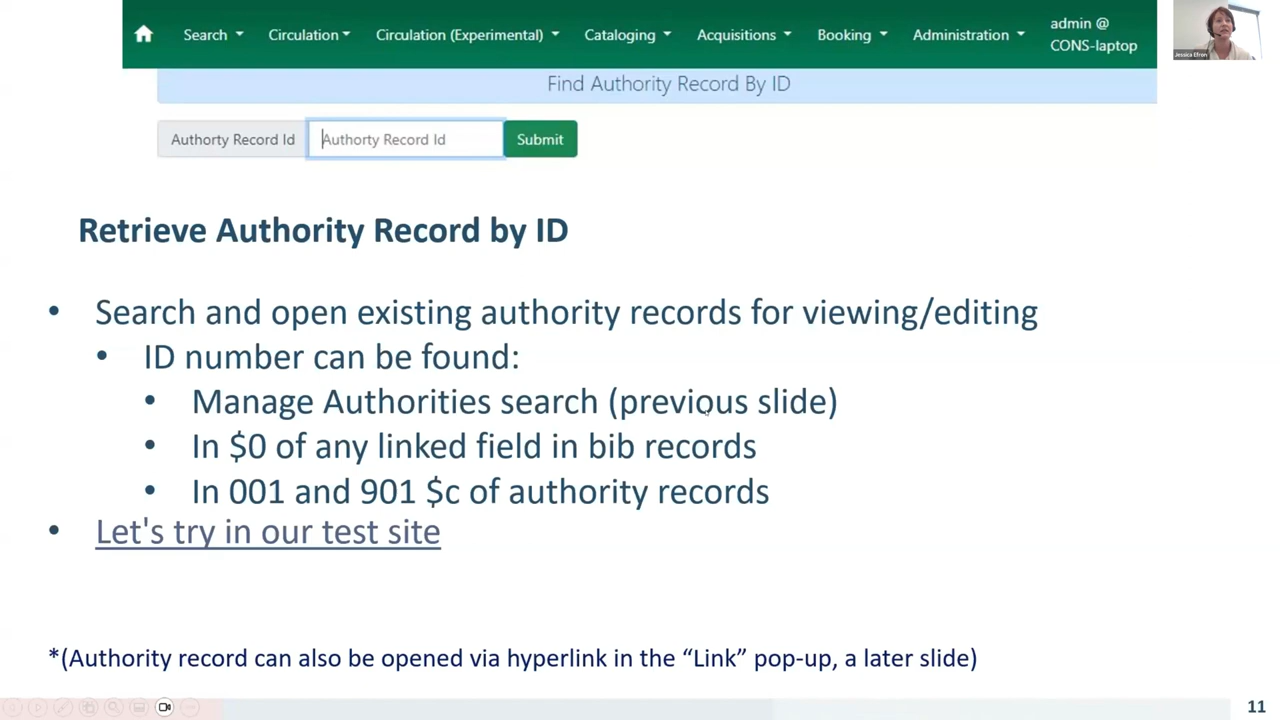 Search Circulation Circulation (Experimental) Cataloging Acquisitions Booking Administration admin @ CONS-laptop
Jessica Efron
Find Authority Record By ID
Authorty Record Id Authorty Record Id Submit
Retrieve Authority Record by ID
• Search and open existing authority records for viewing/editing
• ID number can be found:
• Manage Authorities search (previous slide)
• In $0 of any linked field in bib records
• In 001 and 901 $c of authority records
• Let's try in our test site
*(Authority record can also be opened via hyperlink in the “Link” pop-up, a later slide)
11